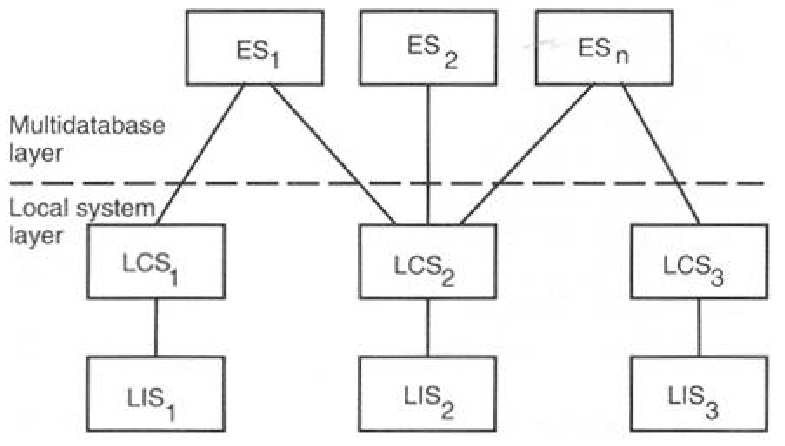 ES1 ES2 ESn
Multidatabase
layer
Local system
layer
LCS1 LCS2 LCS3
LIS1 LIS2 LIS3